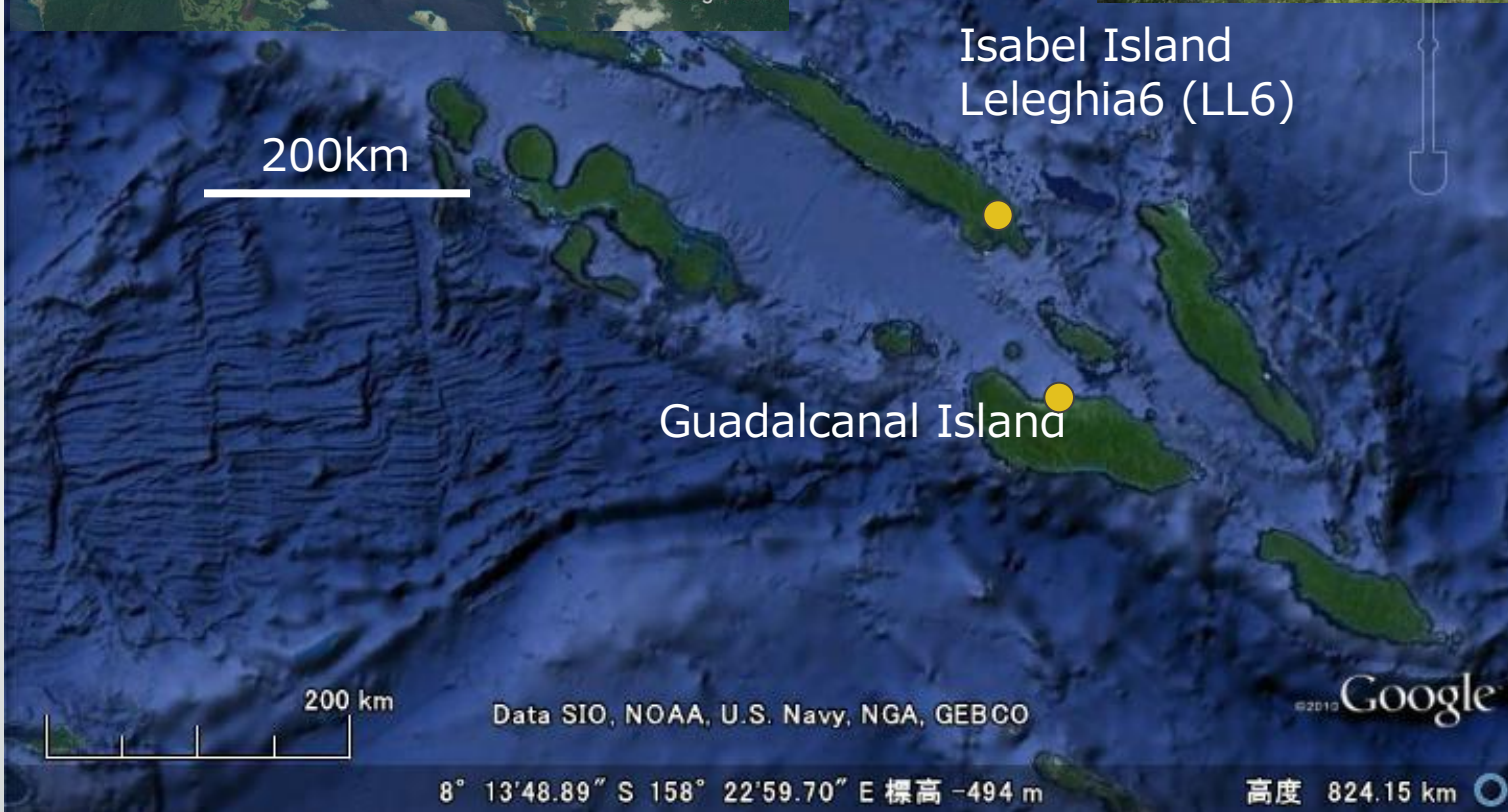 Isabel Island
Leleghia6 (LL6)
200km
Guadalcanal Island
200 km
Data SIO, NOAA, U.S. Navy, NGA, GEBCO
©2010 Google
8° 13'48.89" S 158° 22'59.70" E 標高 -494 m
高度 824.15 km